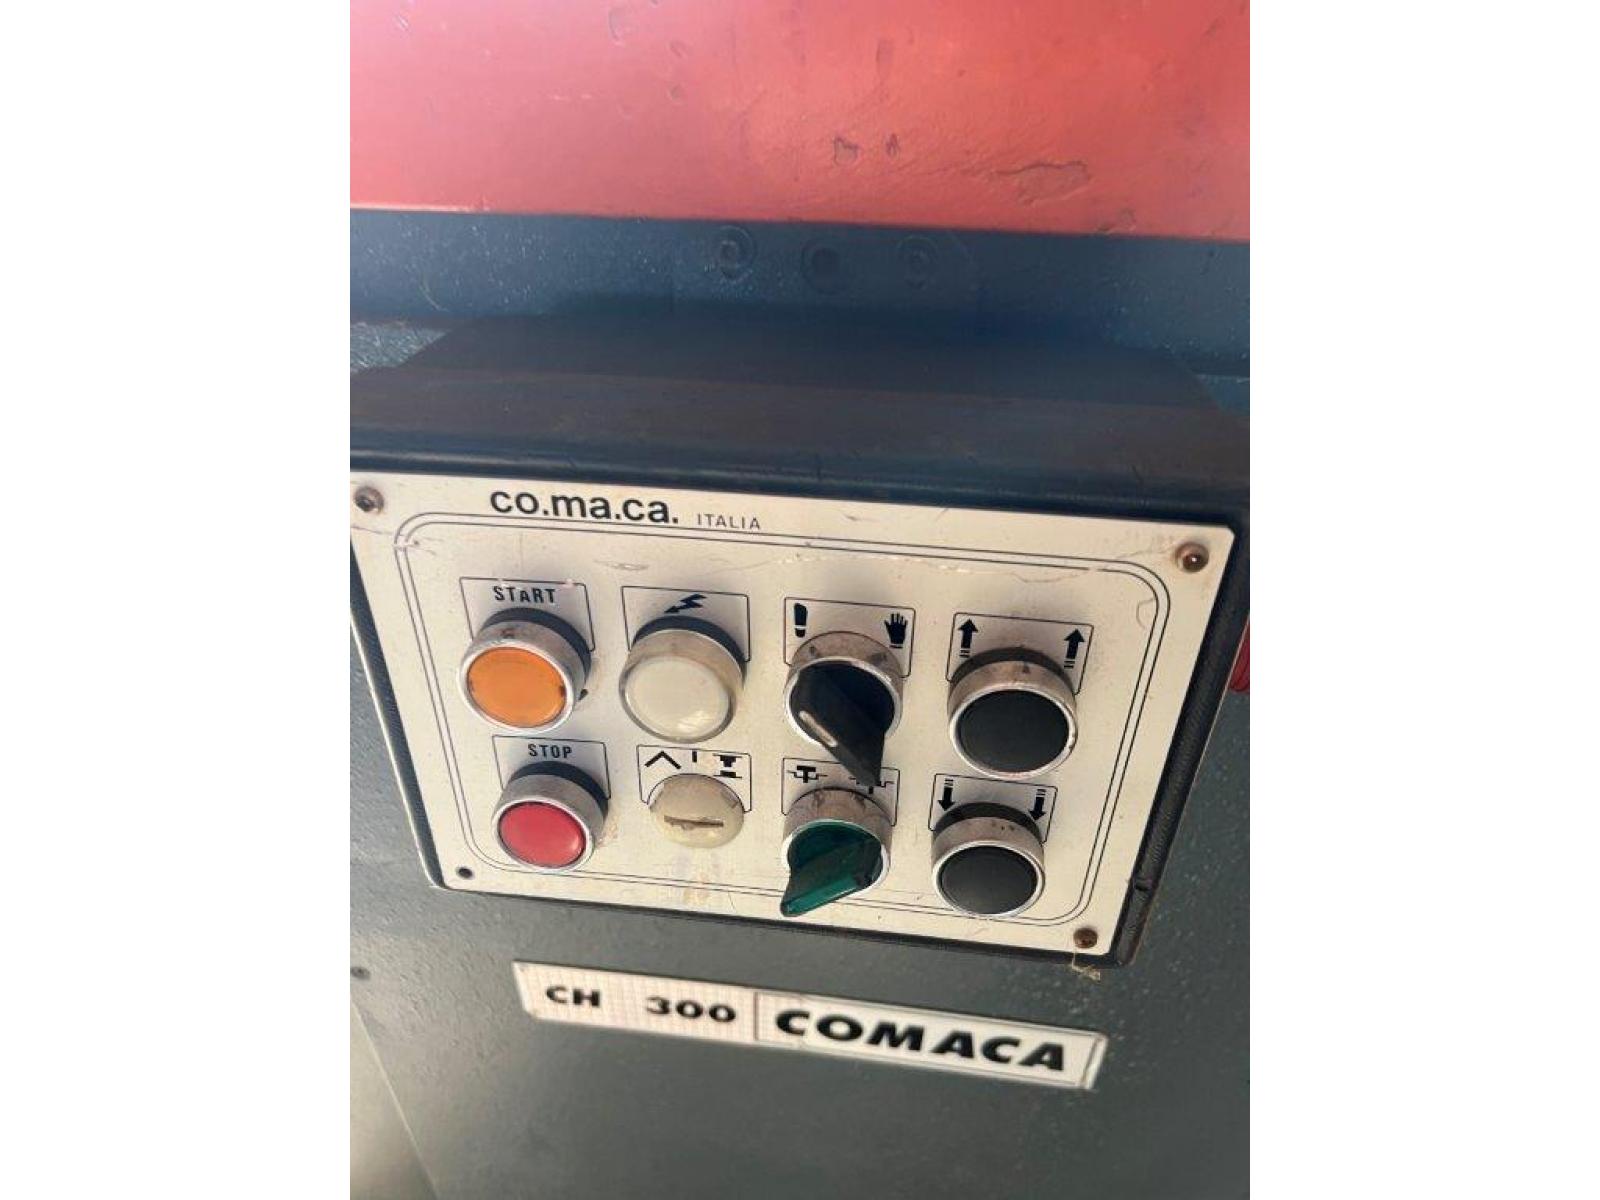 co.ma.ca. ITALIA
START
STOP
CH 300 COMACA